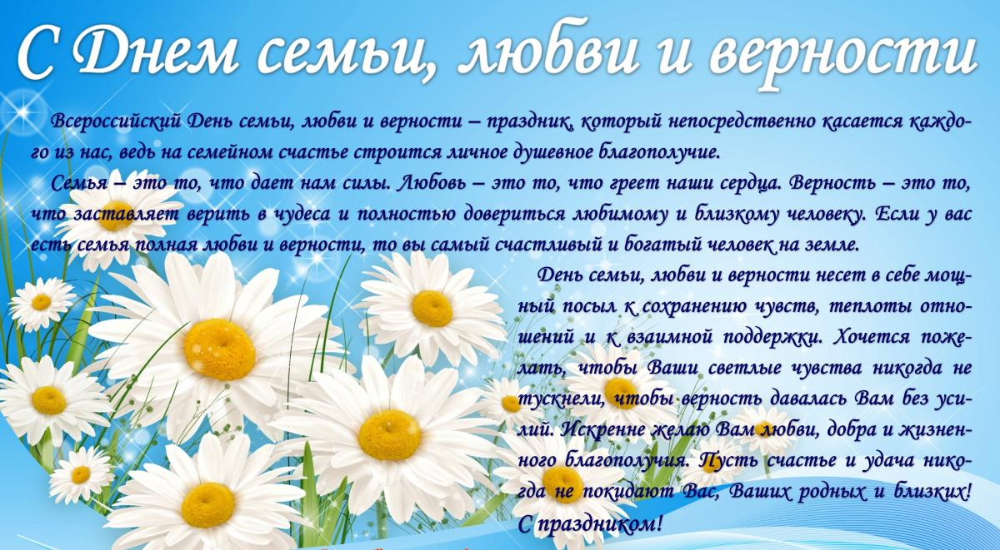 С Днем семьи, любви и верности
Всероссийский День семьи, любви и верности – праздник, который непосредственно касается каждо-
го из нас, ведь на семейном счастье строится личное душевное благополучие.
Семья – это то, что дает нам силы. Любовь – это то, что греет наши сердца. Верность – это то,
что заставляет верить в чудеса и полностью довериться любимому и близкому человеку. Если у вас
есть семья полная любви и верности, то вы самый счастливый и богатый человек на земле.
День семьи, любви и верности несет в себе мощ-
ный посыл к сохранению чувств, теплоты отно-
шений и к взаимной поддержки. Хочется поже-
лать, чтобы Ваши светлые чувства никогда не
тускнели, чтобы верность давалась Вам без уси-
лий. Искренне желаю Вам любви, добра и жизнен-
ного благополучия. Пусть счастье и удача нико-
гда не покидают Вас, Ваших родных и близких!
С праздником!